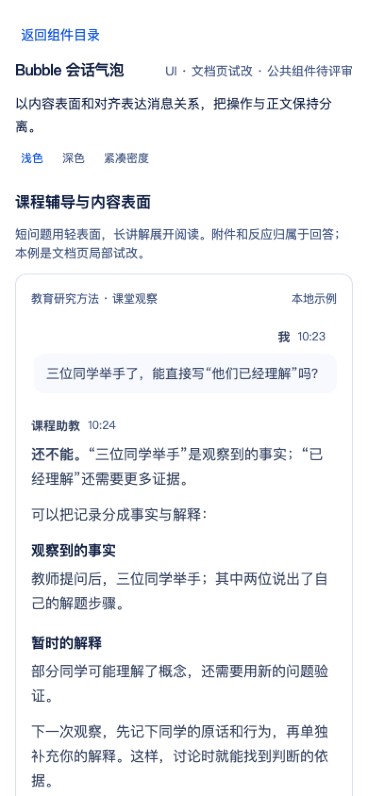 返回组件目录
Bubble 会话气泡
UI · 文档页试改 · 公共组件待评审
以内容表面和对齐表达消息关系，把操作与正文保持分
离。
浅色 深色 紧凑密度
课程辅导与内容表面
短问题用轻表面，长讲解展开阅读。附件和反应归属于回答；
本例是文档页局部试改。
教育研究方法 · 课堂观察
本地示例
我 10:23
三位同学举手了，能直接写“他们已经理解”吗？
课程助教 10:24
还不能。“三位同学举手”是观察到的事实；“已
经理解”还需要更多证据。
可以把记录分成事实与解释：
观察到的事实
教师提问后，三位同学举手；其中两位说出了自
己的解题步骤。
暂时的解释
部分同学可能理解了概念，还需要用新的问题验
证。
下一次观察，先记下同学的原话和行为，再单独
补充你的解释。这样，讨论时就能找到判断的依
据。